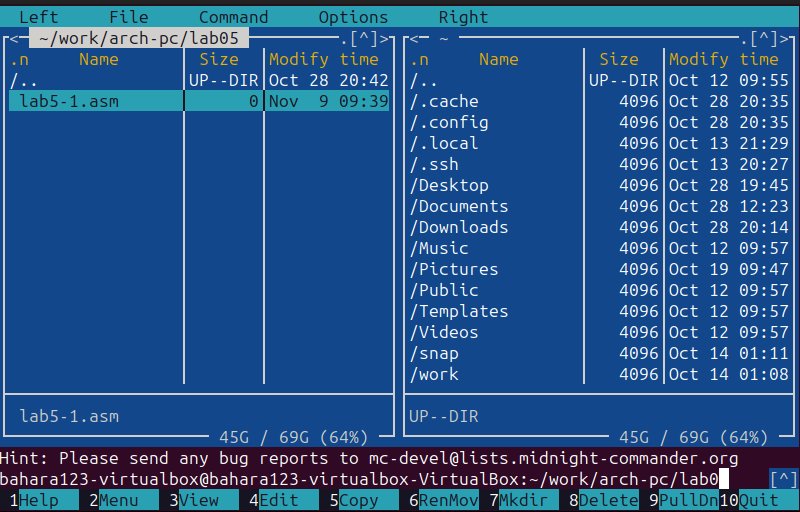 Left File Command Options Right
<- ~/work/arch-pc/lab05 .[^]> <- ~ .[^]>
.n Name Size Modify time .n Name Size Modify time
/.. UP--DIR Oct 28 20:42 /.. UP--DIR Oct 12 09:55
lab5-1.asm 0 Nov 9 09:39 /.cache 4096 Oct 28 20:35
/.config 4096 Oct 28 20:35
/.local 4096 Oct 13 21:29
/.ssh 4096 Oct 13 20:27
/Desktop 4096 Oct 28 19:45
/Documents 4096 Oct 28 12:23
/Downloads 4096 Oct 28 20:14
/Music 4096 Oct 12 09:57
/Pictures 4096 Oct 19 09:47
/Public 4096 Oct 12 09:57
/Templates 4096 Oct 12 09:57
/Videos 4096 Oct 12 09:57
/snap 4096 Oct 14 01:11
/work 4096 Oct 14 01:08
lab5-1.asm UP--DIR
45G / 69G (64%) 45G / 69G (64%)
Hint: Please send any bug reports to mc-devel@lists.midnight-commander.org
bahara123-virtualbox@bahara123-virtualbox-VirtualBox:~/work/arch-pc/lab0 [^]
1Help 2Menu 3View 4Edit 5Copy 6RenMov 7Mkdir 8Delete 9PullDn 10Quit